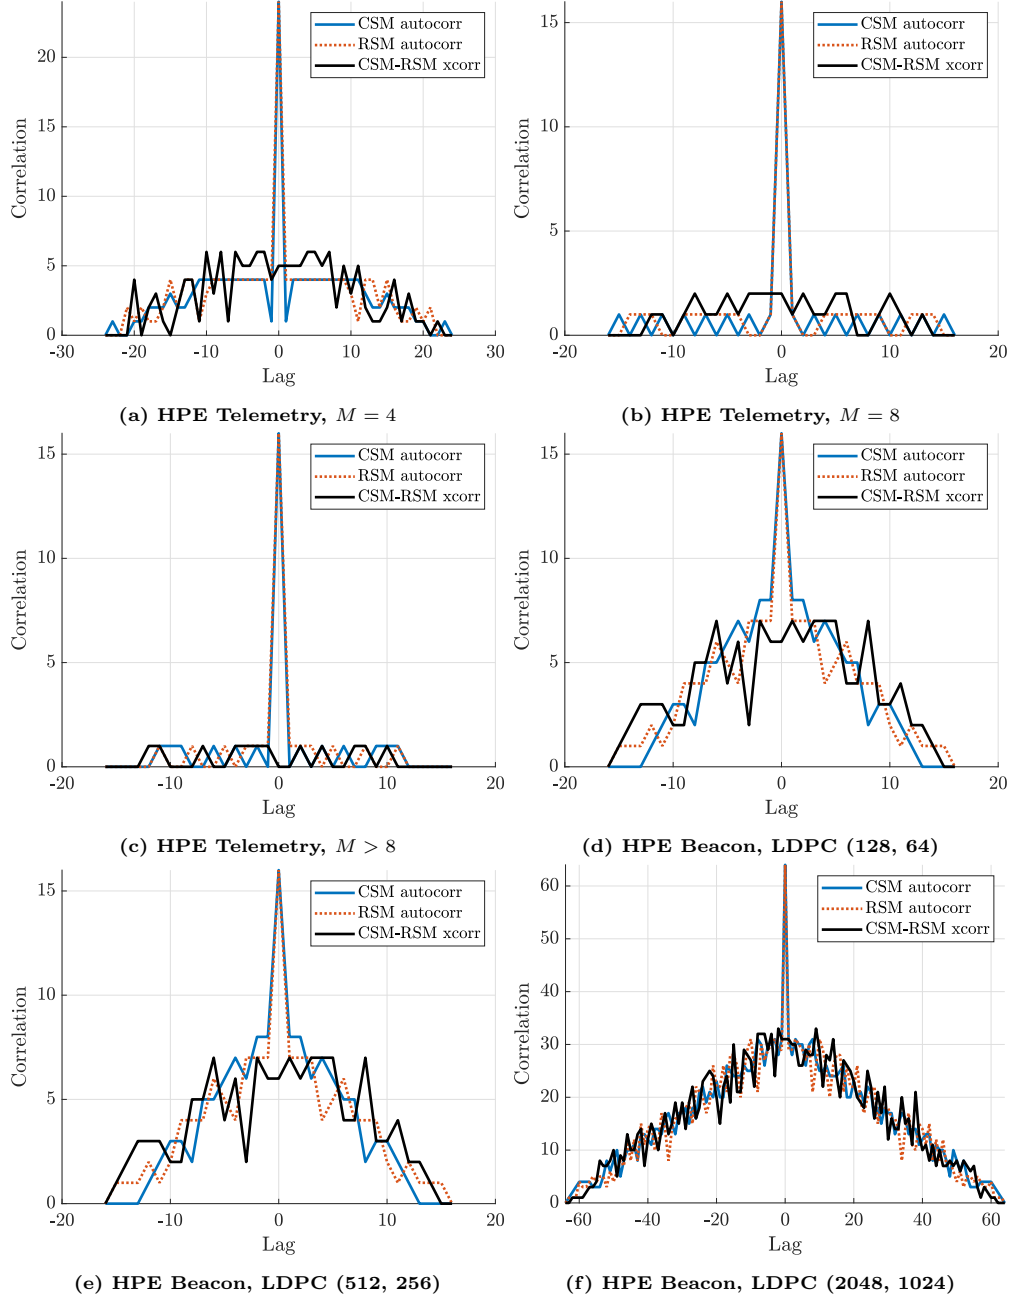 20
15
10
5
0
Correlation
CSM autocorr
RSM autocorr
CSM-RSM xcorr
-30 -20 -10 0 10 20 30
Lag
(a) HPE Telemetry, M = 4
15
10
5
0
Correlation
CSM autocorr
RSM autocorr
CSM-RSM xcorr
-20 -10 0 10 20
Lag
(b) HPE Telemetry, M = 8
15
10
5
0
Correlation
CSM autocorr
RSM autocorr
CSM-RSM xcorr
-20 -10 0 10 20
Lag
(c) HPE Telemetry, M > 8
15
10
5
0
Correlation
CSM autocorr
RSM autocorr
CSM-RSM xcorr
-20 -10 0 10 20
Lag
(d) HPE Beacon, LDPC (128, 64)
15
10
5
0
Correlation
CSM autocorr
RSM autocorr
CSM-RSM xcorr
-20 -10 0 10 20
Lag
(e) HPE Beacon, LDPC (512, 256)
60
50
40
30
20
10
0
Correlation
CSM autocorr
RSM autocorr
CSM-RSM xcorr
-60 -40 -20 0 20 40 60
Lag
(f) HPE Beacon, LDPC (2048, 1024)